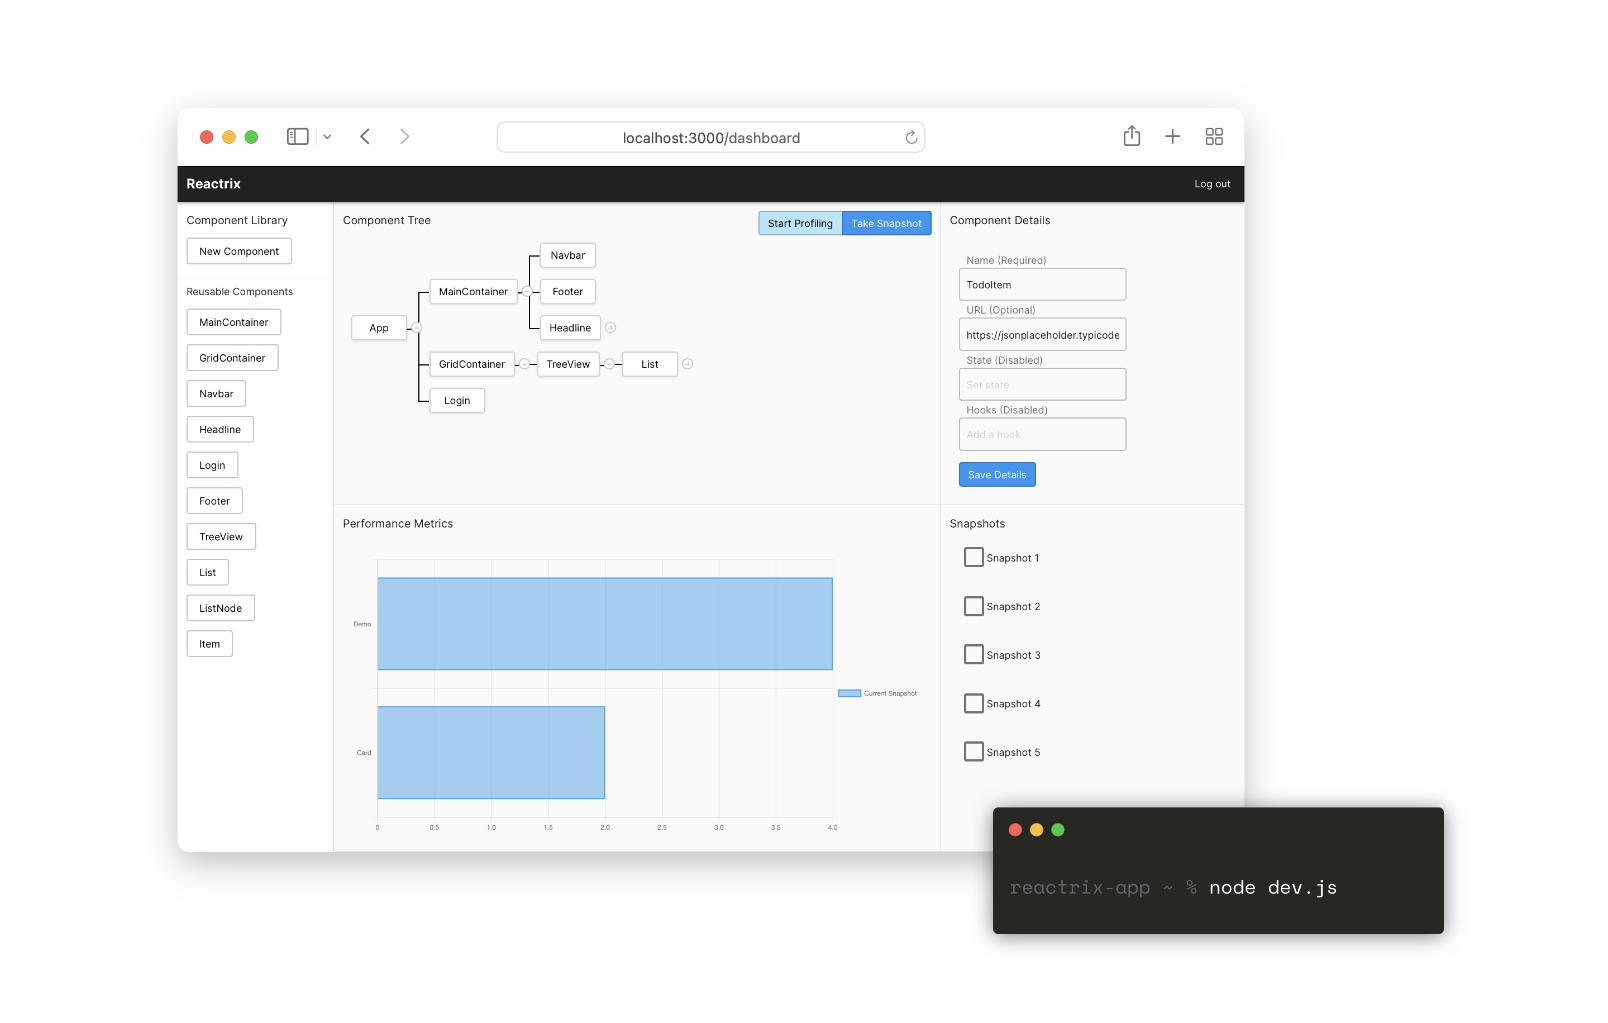 localhost:3000/dashboard
Reactrix
Log out
Component Library
New Component
Reusable Components
MainContainer
GridContainer
Navbar
Headline
Login
Footer
TreeView
List
ListNode
Item
Component Tree
Start Profiling
Take Snapshot
App
MainContainer
Navbar
Footer
Headline
GridContainer
TreeView
List
Login
Component Details
Name (Required)
TodoItem
URL (Optional)
https://jsonplaceholder.typicode
State (Disabled)
Set state
Hooks (Disabled)
Add a hook
Save Details
Performance Metrics
Demo
Card
0 0.5 1.0 1.5 2.0 2.5 3.0 3.5 4.0
Current Snapshot
Snapshots
Snapshot 1
Snapshot 2
Snapshot 3
Snapshot 4
Snapshot 5
reactrix-app ~ % node dev.js